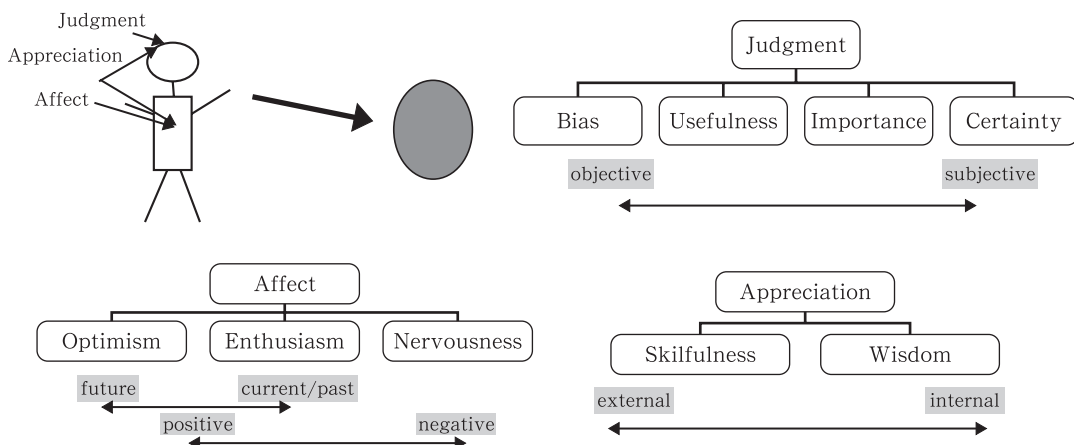 Judgment
Appreciation
Affect
Judgment
Bias
Usefulness
Importance
Certainty
objective
subjective
Affect
Optimism
Enthusiasm
Nervousness
future
current/past
positive
negative
Appreciation
Skilfulness
Wisdom
external
internal